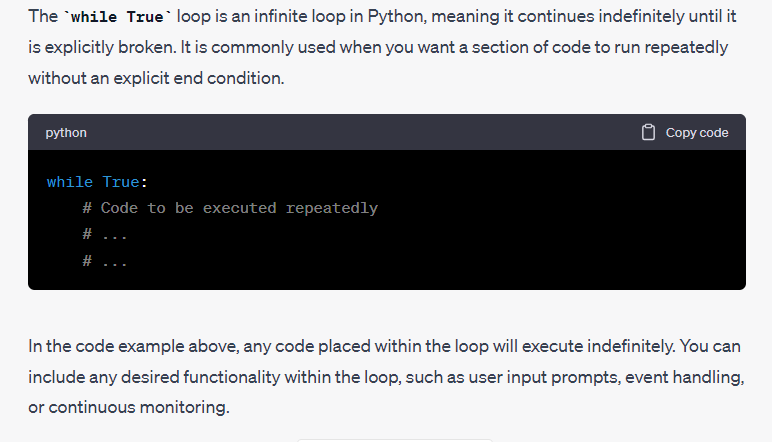 The `while True` loop is an infinite loop in Python, meaning it continues indefinitely until it
is explicitly broken. It is commonly used when you want a section of code to run repeatedly
without an explicit end condition.
python
Copy code
while True:
    # Code to be executed repeatedly
    # ...
    # ...
In the code example above, any code placed within the loop will execute indefinitely. You can
include any desired functionality within the loop, such as user input prompts, event handling,
or continuous monitoring.